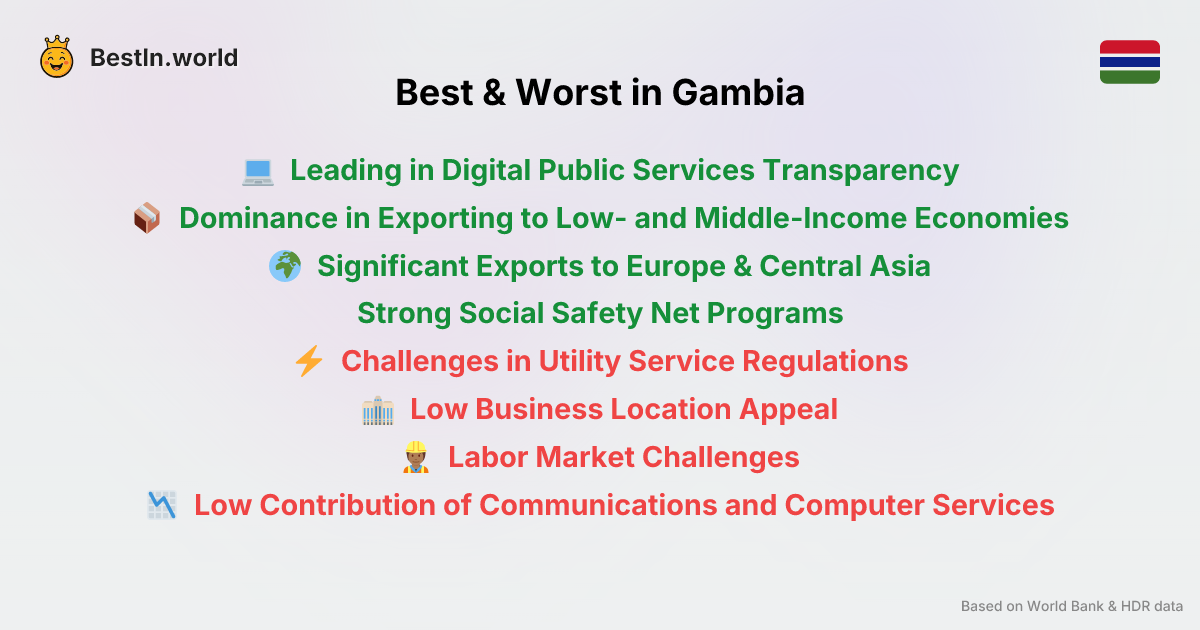 BestIn.world
Best & Worst in Gambia
Leading in Digital Public Services Transparency
Dominance in Exporting to Low- and Middle-Income Economies
Significant Exports to Europe & Central Asia
Strong Social Safety Net Programs
Challenges in Utility Service Regulations
Low Business Location Appeal
Labor Market Challenges
Low Contribution of Communications and Computer Services
Based on World Bank & HDR data